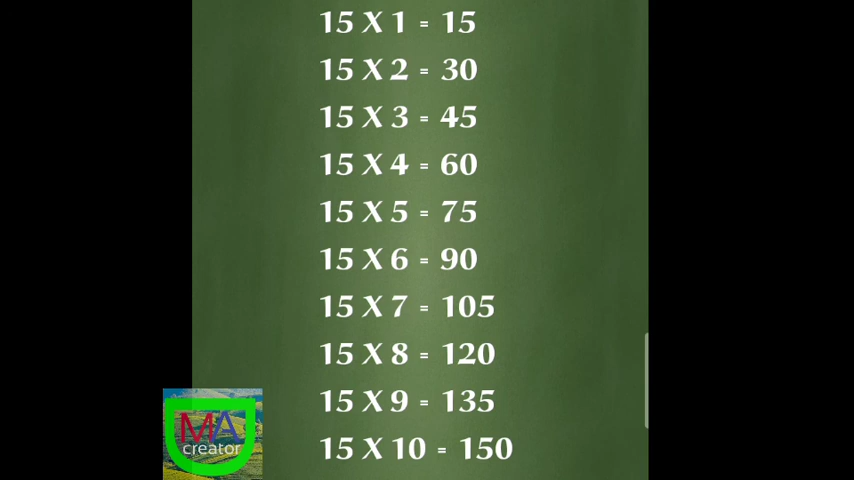 15 X 1 = 15
15 X 2 = 30
15 X 3 = 45
15 X 4 = 60
15 X 5 = 75
15 X 6 = 90
15 X 7 = 105
15 X 8 = 120
15 X 9 = 135
15 X 10 = 150
MA
creator